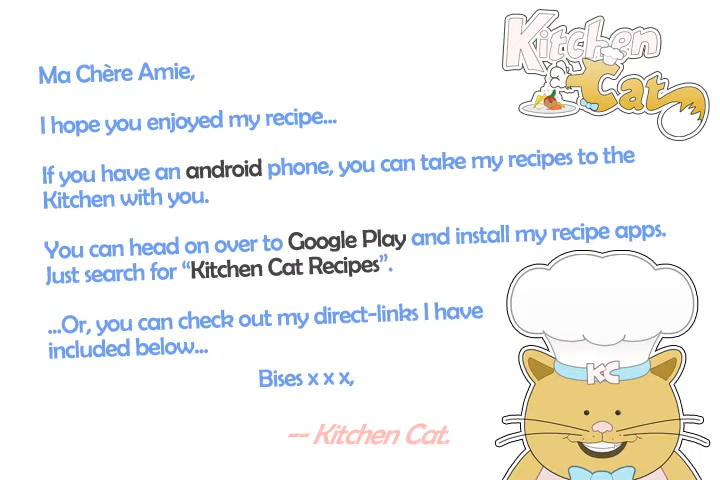 Kitchen
Cat
Ma Chère Amie,
I hope you enjoyed my recipe...
If you have an android phone, you can take my recipes to the
Kitchen with you.
You can head on over to Google Play and install my recipe apps.
Just search for “Kitchen Cat Recipes”.
...Or, you can check out my direct-links I have
included below...
Bises x x x,
-- Kitchen Cat.
KC